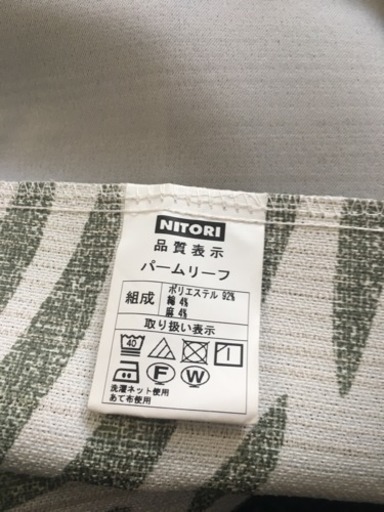 NITORI
品質表示
パームリーフ
組成
ポリエステル 92%
綿 4%
麻 4%
取り扱い表示
40
F W
洗濯ネット使用
あて布使用